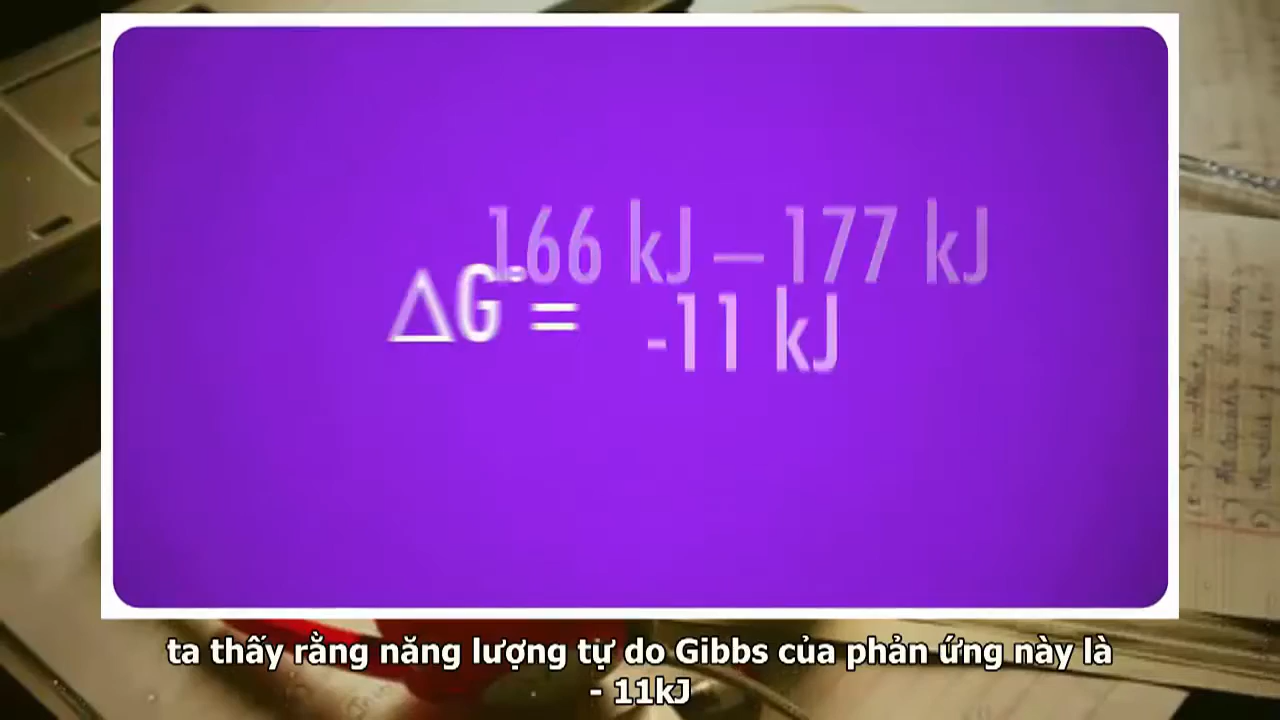 166 kJ – 177 kJ
ΔG° =
-11 kJ
ta thấy rằng năng lượng tự do Gibbs của phản ứng này là
- 11kJ